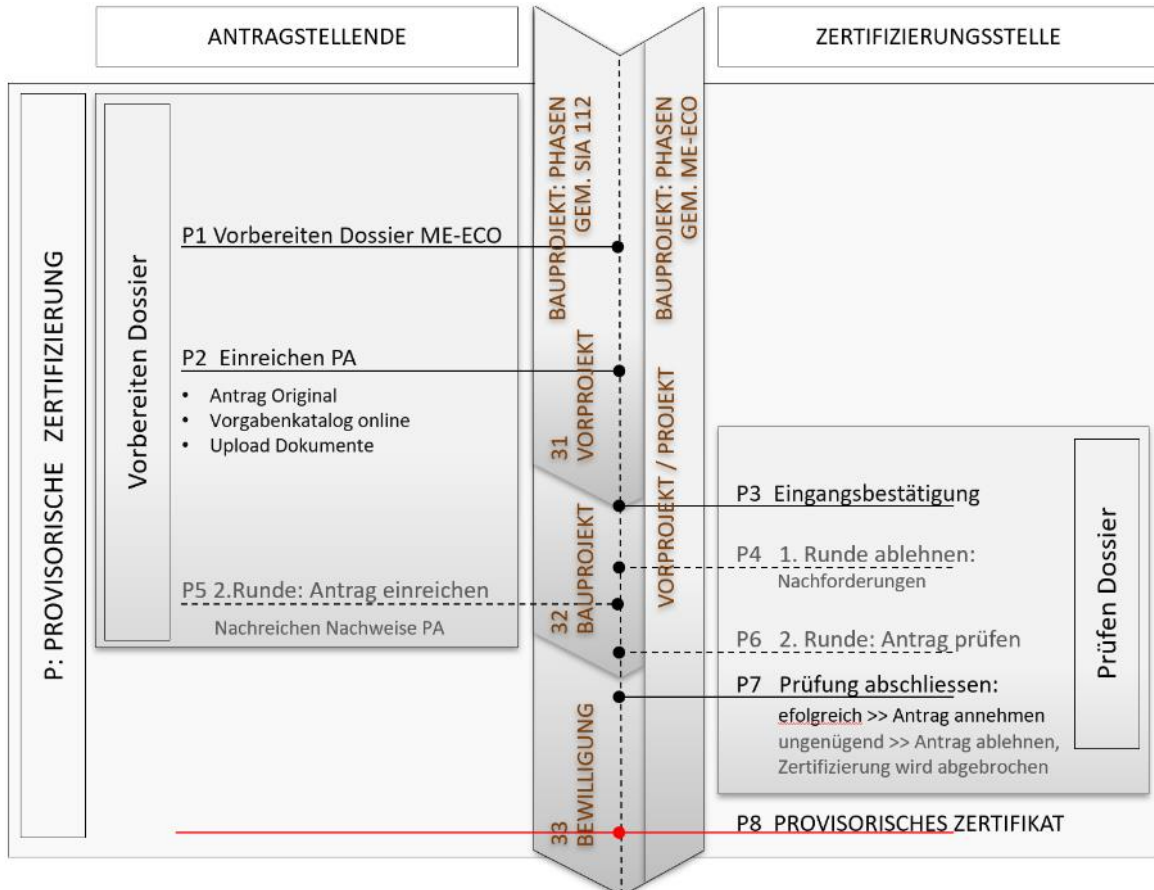 ANTRAGSTELLENDE
ZERTIFIZIERUNGSSTELLE
P: PROVISORISCHE ZERTIFIZIERUNG
Vorbereiten Dossier
P1 Vorbereiten Dossier ME-ECO
P2 Einreichen PA
• Antrag Original
• Vorgabenkatalog online
• Upload Dokumente
P5 2.Runde: Antrag einreichen
Nachreichen Nachweise PA
BAUPROJEKT: PHASEN
GEM. SIA 112
31
VORPROJEKT
32
BAUPROJEKT
33
BEWILLIGUNG
BAUPROJEKT: PHASEN
GEM. ME-ECO
VORPROJEKT / PROJEKT
P3 Eingangsbestätigung
P4 1. Runde ablehnen:
Nachforderungen
P6 2. Runde: Antrag prüfen
P7 Prüfung abschliessen:
efolgreich >> Antrag annehmen
ungenügend >> Antrag ablehnen,
Zertifizierung wird abgebrochen
Prüfen Dossier
P8 PROVISORISCHES ZERTIFIKAT